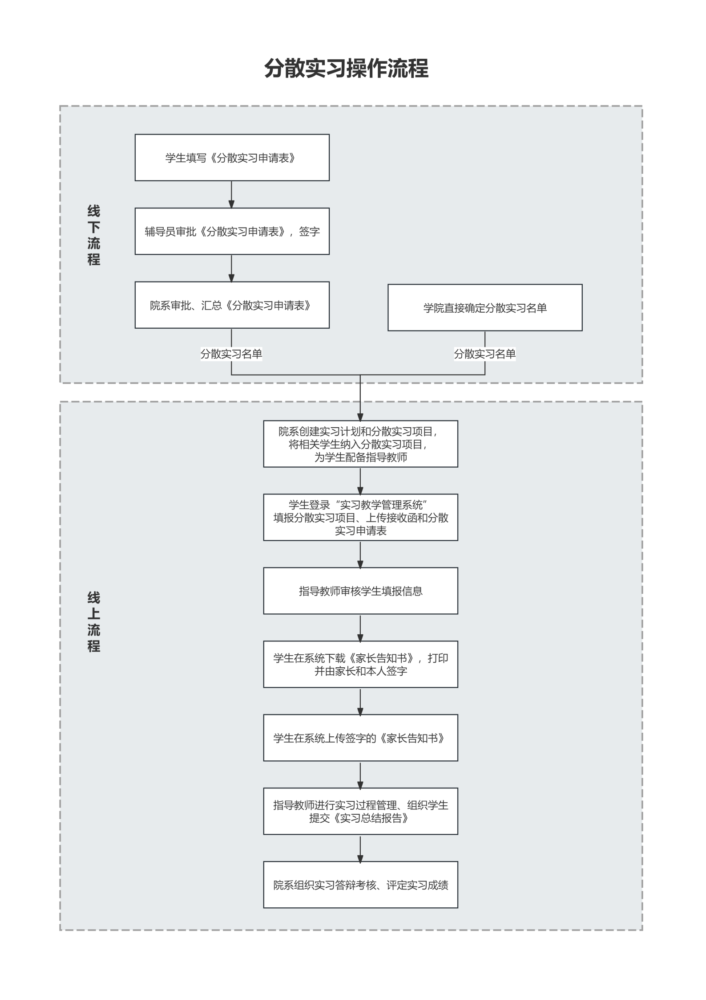 分散实习操作流程
线下流程
学生填写《分散实习申请表》
辅导员审批《分散实习申请表》，签字
院系审批、汇总《分散实习申请表》
学院直接确定分散实习名单
分散实习名单
分散实习名单
线上流程
院系创建实习计划和分散实习项目，
将相关学生纳入分散实习项目，
为学生配备指导教师
学生登录“实习教学管理系统”
填报分散实习项目、上传接收函和分散
实习申请表
指导教师审核学生填报信息
学生在系统下载《家长告知书》，打印
并由家长和本人签字
学生在系统上传签字的《家长告知书》
指导教师进行实习过程管理、组织学生
提交《实习总结报告》
院系组织实习答辩考核、评定实习成绩